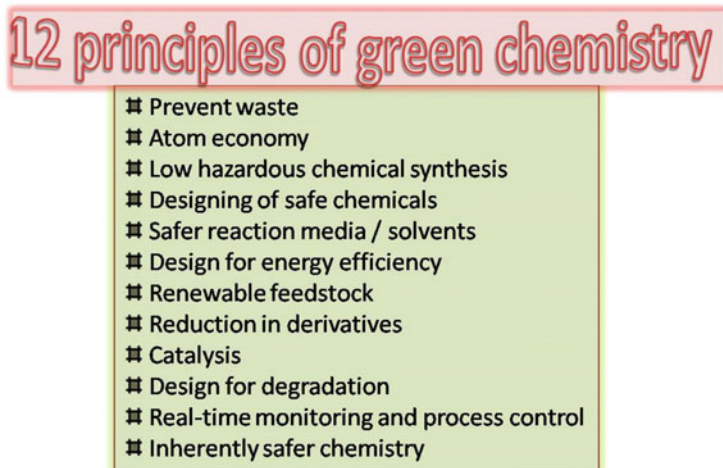 12 principles of green chemistry
Prevent waste
Atom economy
Low hazardous chemical synthesis
Designing of safe chemicals
Safer reaction media / solvents
Design for energy efficiency
Renewable feedstock
Reduction in derivatives
Catalysis
Design for degradation
Real-time monitoring and process control
Inherently safer chemistry